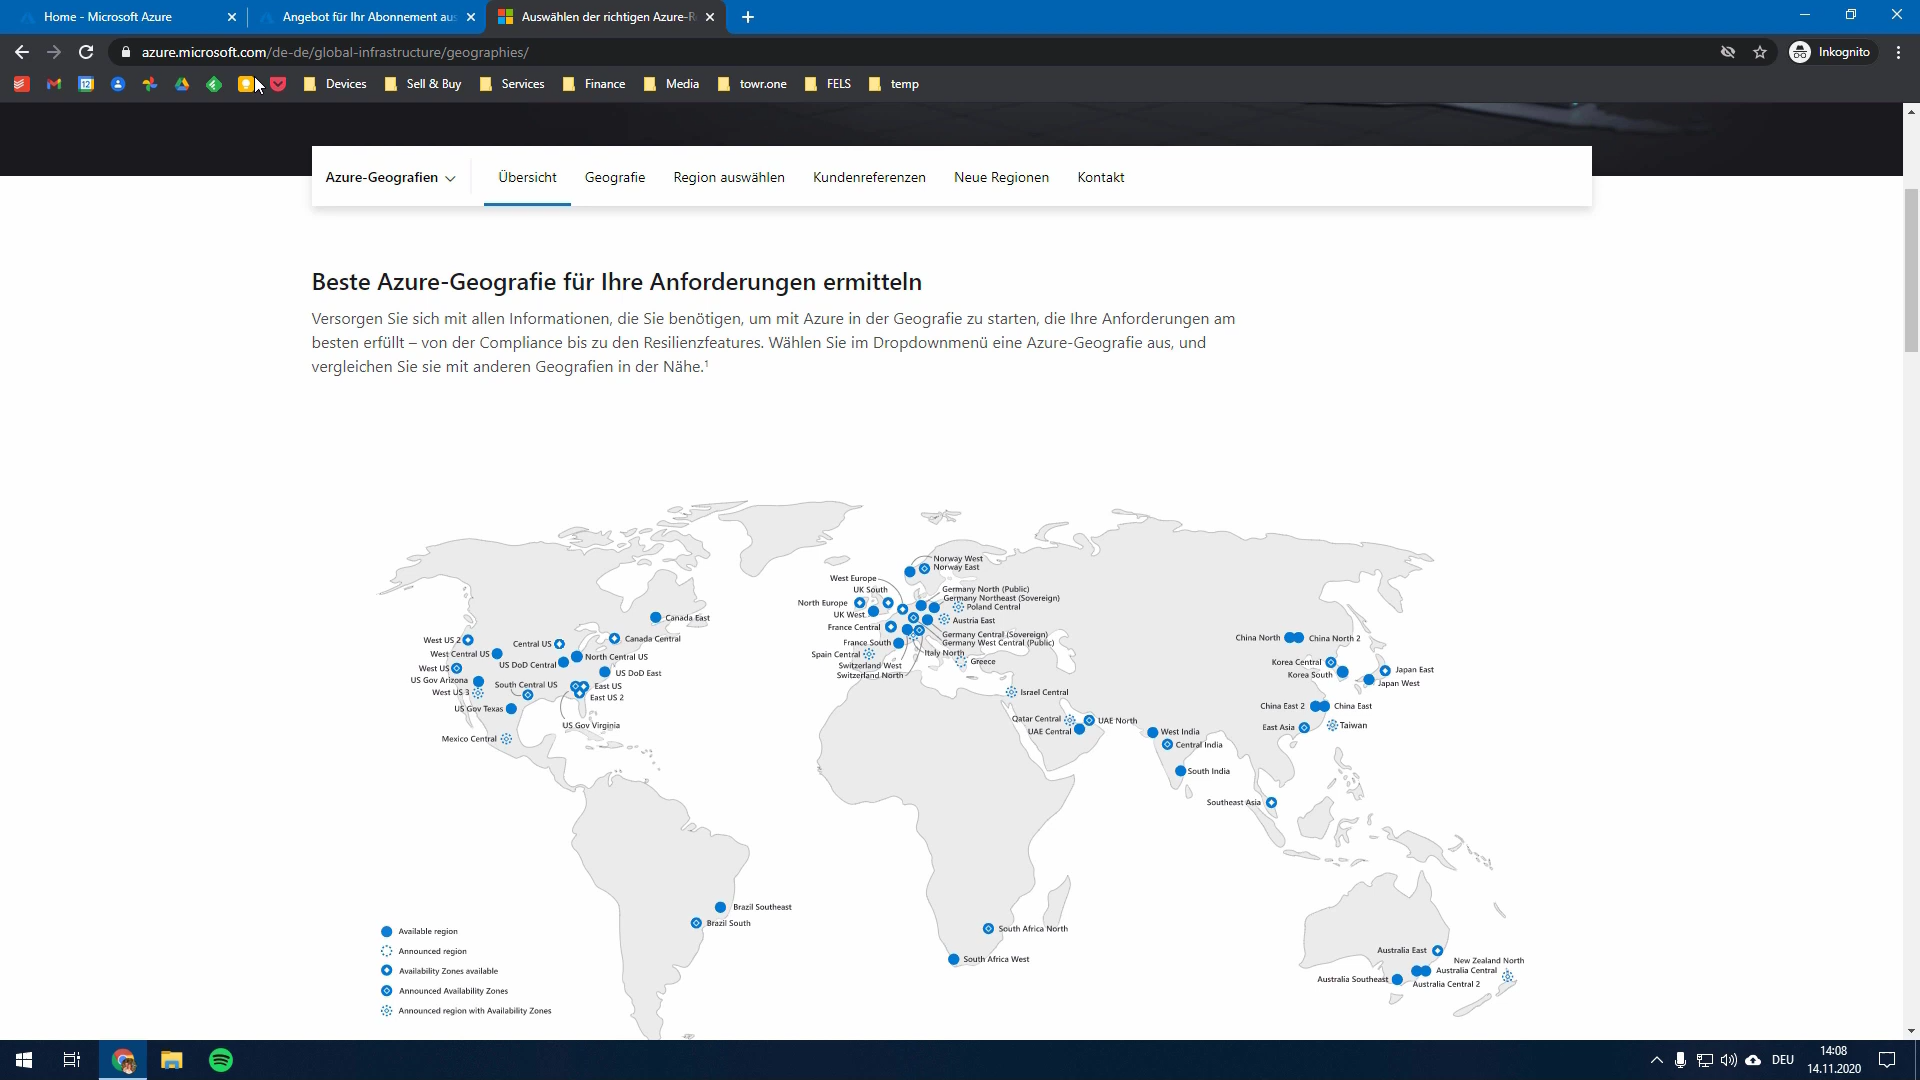 Home - Microsoft Azure
Angebot für Ihr Abonnement aus
Auswählen der richtigen Azure-R
azure.microsoft.com/de-de/global-infrastructure/geographies/
Inkognito
12
Devices
Sell & Buy
Services
Finance
Media
towr.one
FELS
temp
Azure-Geografien
Übersicht
Geografie
Region auswählen
Kundenreferenzen
Neue Regionen
Kontakt
Beste Azure-Geografie für Ihre Anforderungen ermitteln
Versorgen Sie sich mit allen Informationen, die Sie benötigen, um mit Azure in der Geografie zu starten, die Ihre Anforderungen am
besten erfüllt – von der Compliance bis zu den Resilienzfeatures. Wählen Sie im Dropdownmenü eine Azure-Geografie aus, und
vergleichen Sie sie mit anderen Geografien in der Nähe.¹
Norway West
Norway East
West Europe
UK South
Germany North (Public)
Germany Northeast (Sovereign)
North Europe
Poland Central
UK West
Canada East
Austria East
France Central
Germany Central (Sovereign)
West US 2
Central US
Canada Central
China North
China North 2
France South
Germany West Central (Public)
West Central US
North Central US
Spain Central
Italy North
Greece
US DoD Central
Switzerland West
Korea Central
West US
US DoD East
Switzerland North
Korea South
Japan East
US Gov Arizona
South Central US
East US
Japan West
West US 3
East US 2
Israel Central
US Gov Texas
China East 2
China East
US Gov Virginia
Qatar Central
UAE North
East Asia
Taiwan
UAE Central
West India
Mexico Central
Central India
South India
Southeast Asia
Brazil Southeast
Brazil South
South Africa North
South Africa West
Australia East
New Zealand North
Australia Central
Australia Southeast
Australia Central 2
Available region
Announced region
Availability Zones available
Announced Availability Zones
Announced region with Availability Zones
DEU
14:08
14.11.2020